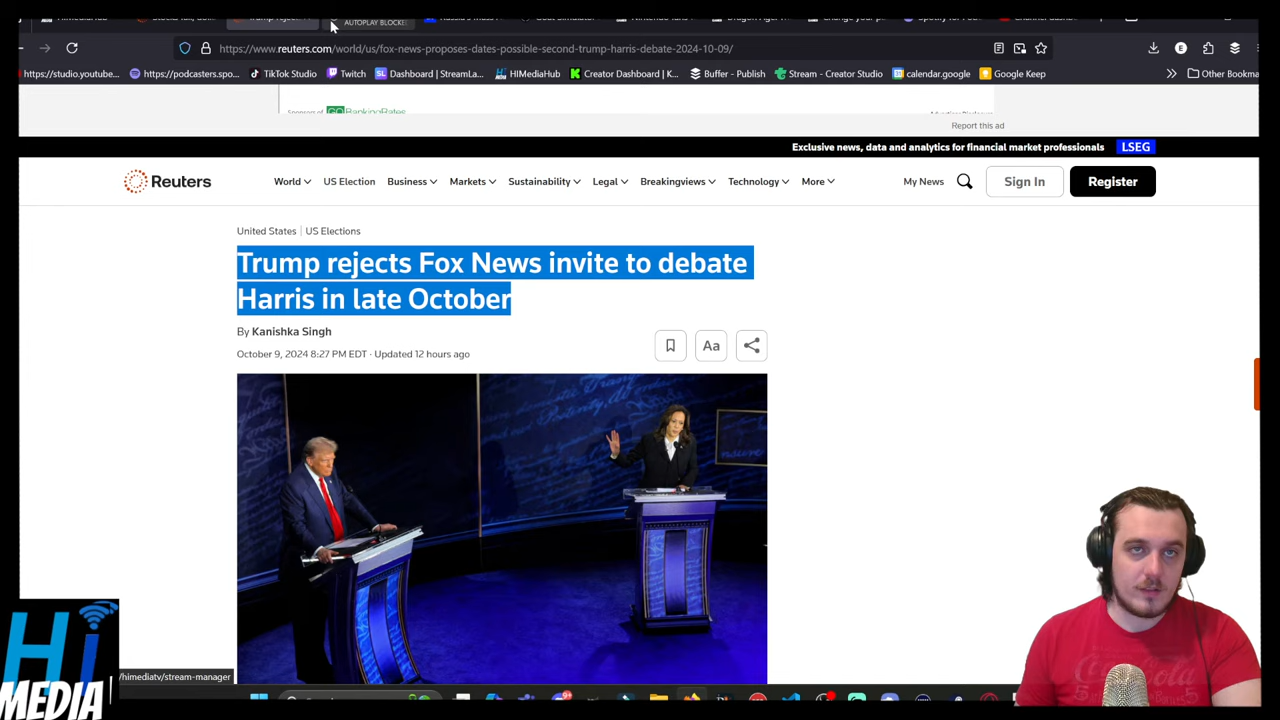 AUTOPLAY BLOCKED
https://www.reuters.com/world/us/fox-news-proposes-dates-possible-second-trump-harris-debate-2024-10-09/
https://studio.youtube... https://podcasters.spo... TikTok Studio Twitch Dashboard | StreamLa... HIMediaHub Creator Dashboard | K... Buffer - Publish Stream - Creator Studio calendar.google Google Keep Other Bookma
Sponsors of GOBankingRates
Report this ad
Exclusive news, data and analytics for financial market professionals LSEG
Reuters World US Election Business Markets Sustainability Legal Breakingviews Technology More My News Sign In Register
United States | US Elections
Trump rejects Fox News invite to debate
Harris in late October
By Kanishka Singh
Aa
October 9, 2024 8:27 PM EDT · Updated 12 hours ago
Hi
MEDIA
/himediatv/stream-manager